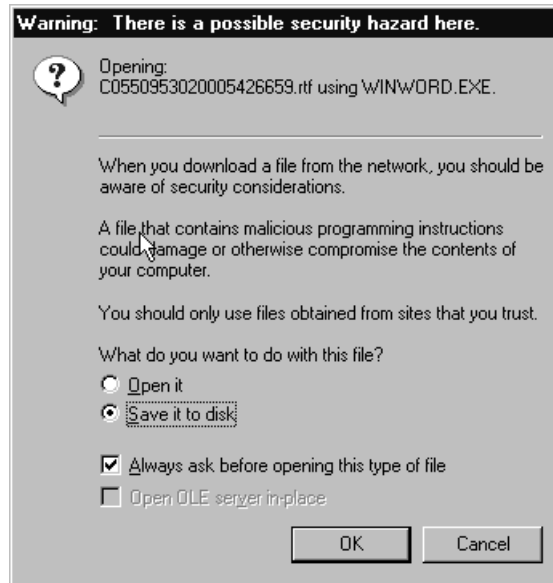 Warning: There is a possible security hazard here.
Opening:
C0550953020005426659.rtf using WINWORD.EXE.
When you download a file from the network, you should be
aware of security considerations.
A file that contains malicious programming instructions
could damage or otherwise compromise the contents of
your computer.
You should only use files obtained from sites that you trust.
What do you want to do with this file?
Open it
Save it to disk
Always ask before opening this type of file
Open OLE server in-place
OK Cancel